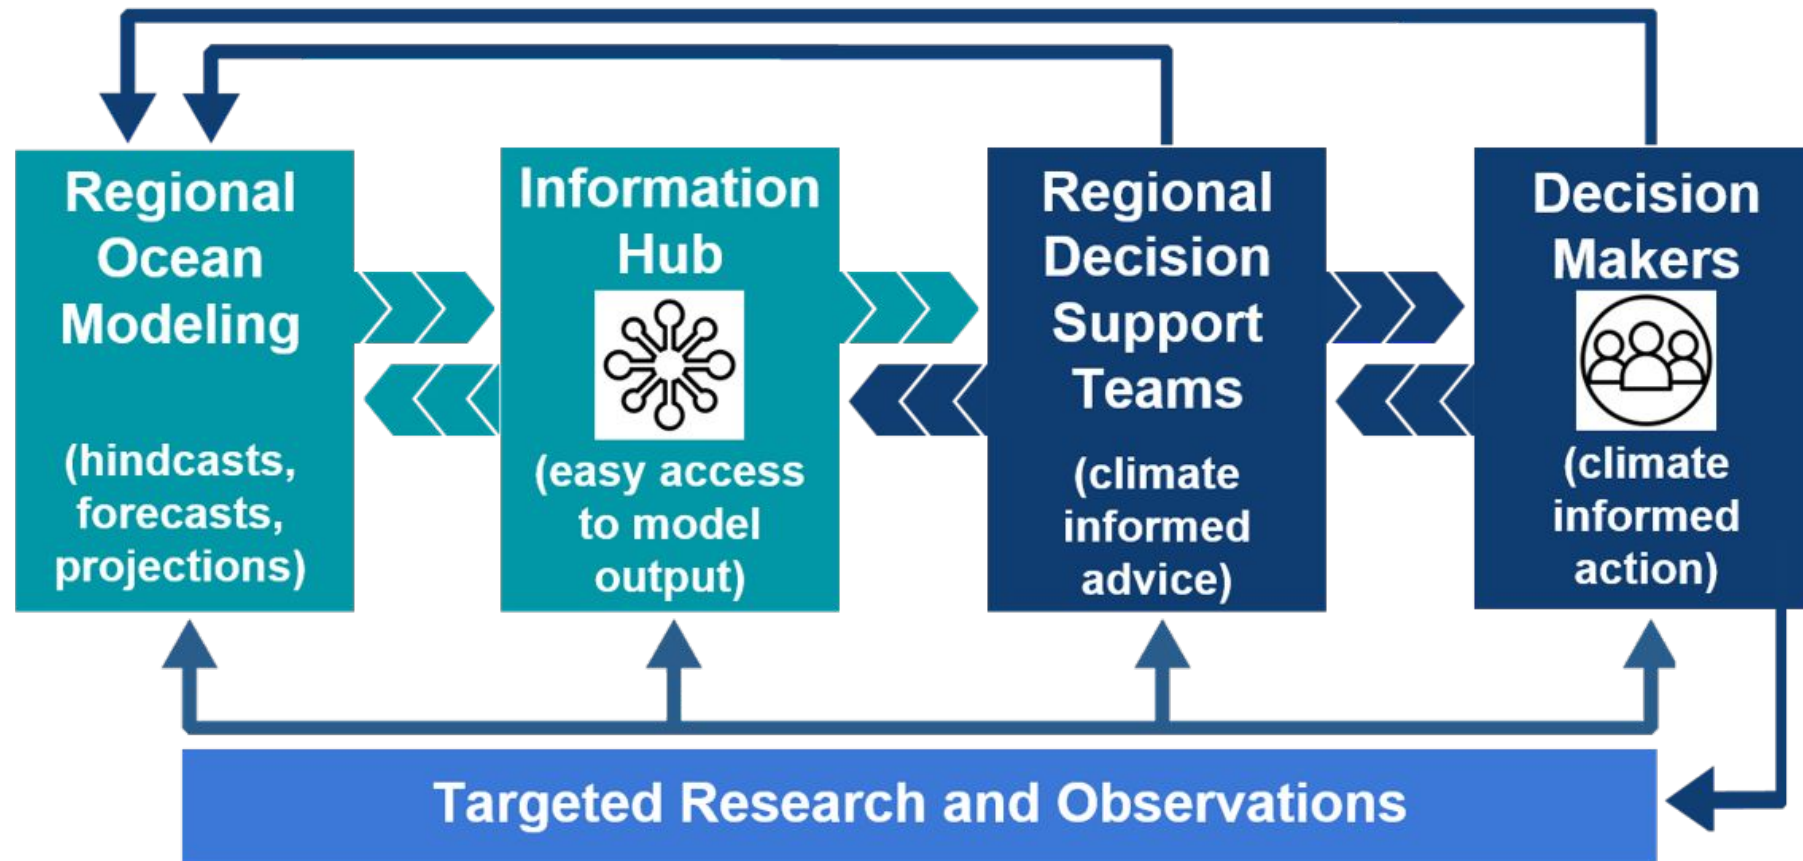 Regional
Ocean
Modeling
(hindcasts,
forecasts,
projections)
Information
Hub
(easy access
to model
output)
Regional
Decision
Support
Teams
(climate
informed
advice)
Decision
Makers
(climate
informed
action)
Targeted Research and Observations